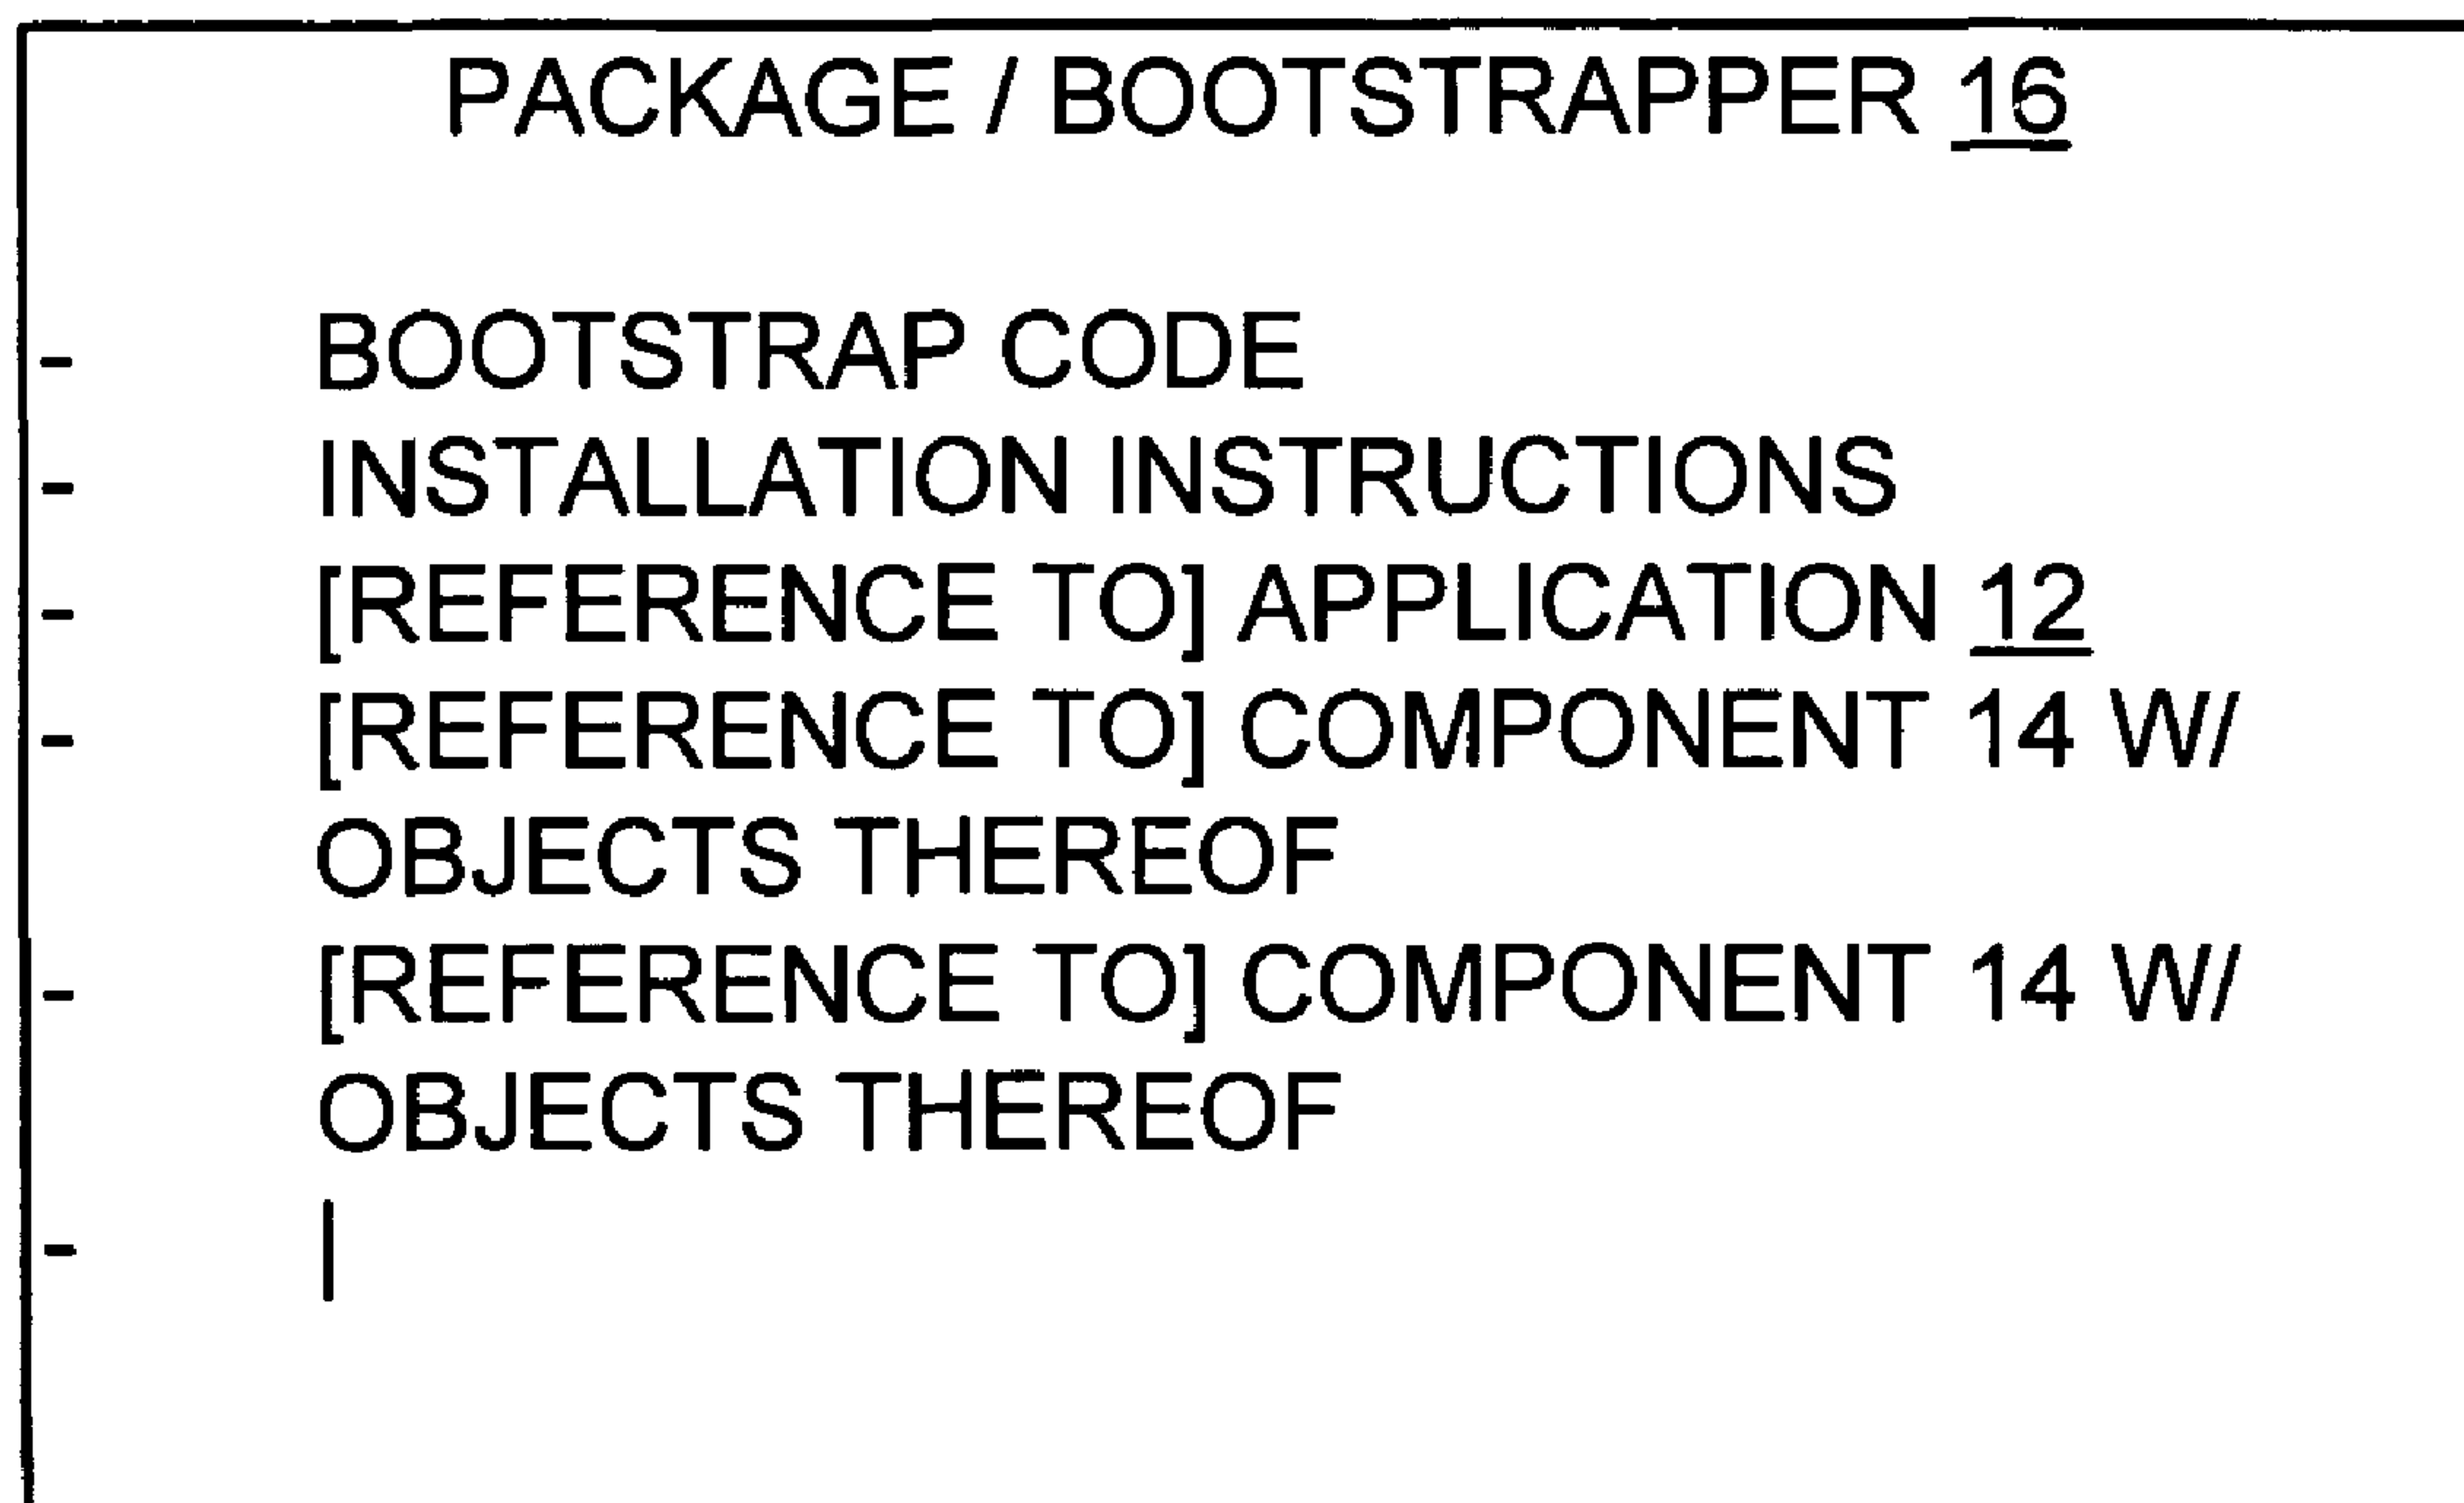 PACKAGE / BOOTSTRAPPER 16
- BOOTSTRAP CODE
- INSTALLATION INSTRUCTIONS
- [REFERENCE TO] APPLICATION 12
- [REFERENCE TO] COMPONENT 14 W/
OBJECTS THEREOF
- [REFERENCE TO] COMPONENT 14 W/
OBJECTS THEREOF
- |